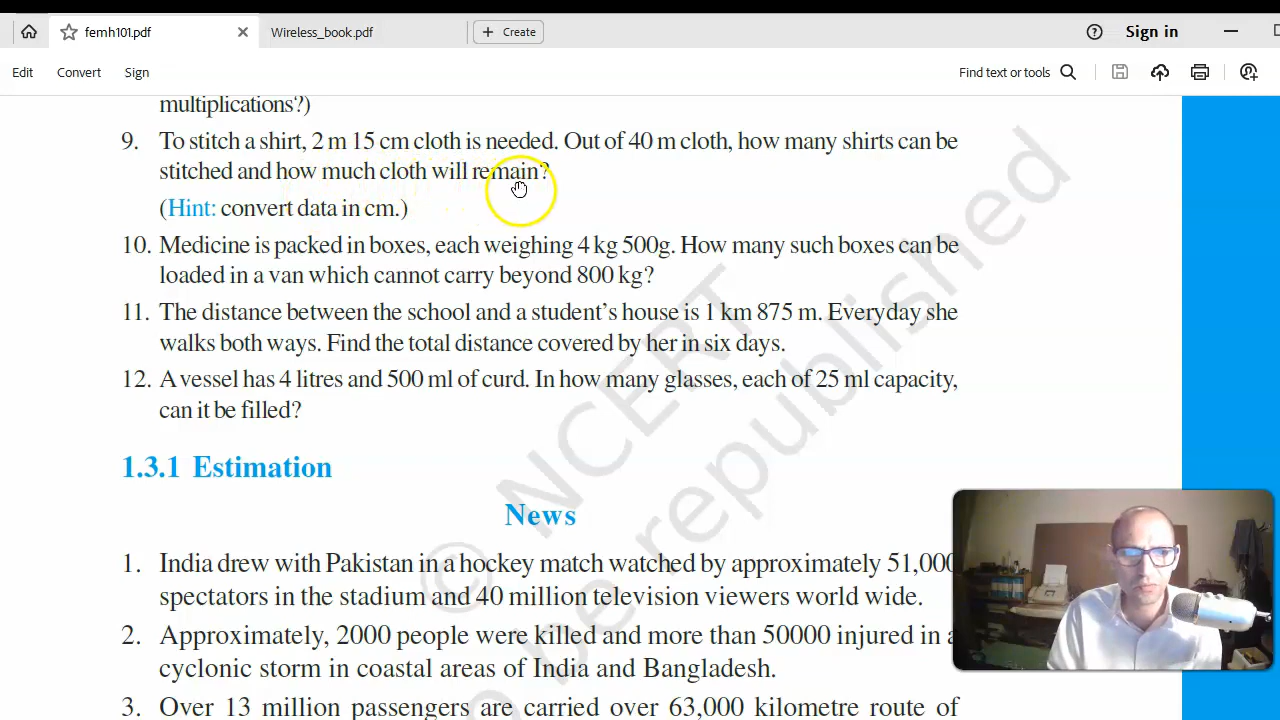 femh101.pdf
Wireless_book.pdf
Create
Sign in
Edit Convert Sign
Find text or tools
multiplications?)
9. To stitch a shirt, 2 m 15 cm cloth is needed. Out of 40 m cloth, how many shirts can be
stitched and how much cloth will remain?
(Hint: convert data in cm.)
10. Medicine is packed in boxes, each weighing 4 kg 500g. How many such boxes can be
loaded in a van which cannot carry beyond 800 kg?
11. The distance between the school and a student’s house is 1 km 875 m. Everyday she
walks both ways. Find the total distance covered by her in six days.
12. A vessel has 4 litres and 500 ml of curd. In how many glasses, each of 25 ml capacity,
can it be filled?
1.3.1 Estimation
News
1. India drew with Pakistan in a hockey match watched by approximately 51,000
spectators in the stadium and 40 million television viewers world wide.
2. Approximately, 2000 people were killed and more than 50000 injured in a
cyclonic storm in coastal areas of India and Bangladesh.
3. Over 13 million passengers are carried over 63,000 kilometre route of
© NCERT
be republished